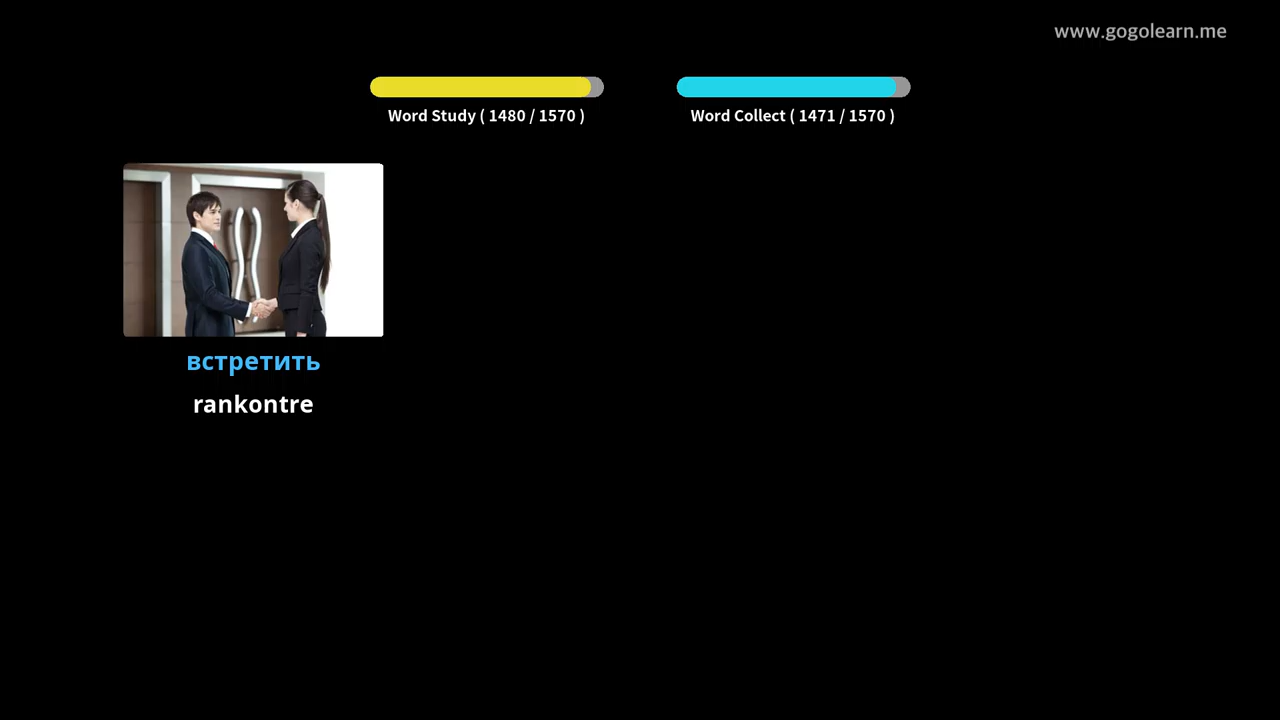 www.gogolearn.me
Word Study ( 1480 / 1570 )
Word Collect ( 1471 / 1570 )
встретить
rankontre